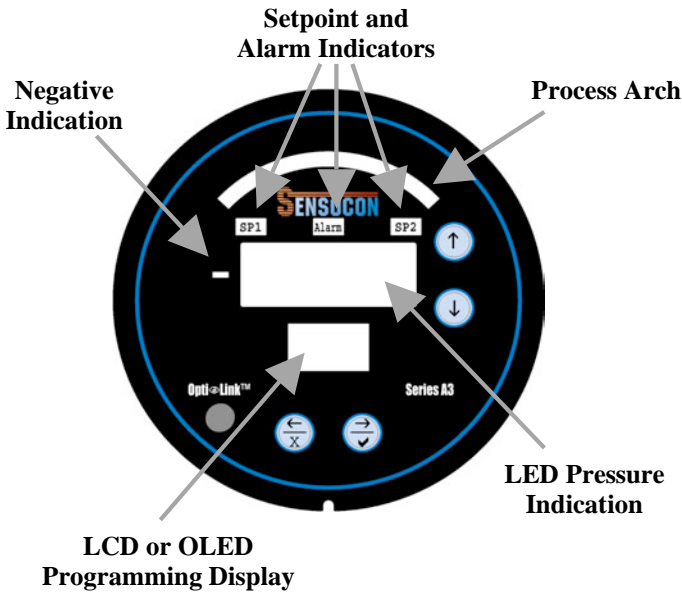 Setpoint and
Alarm Indicators
Negative
Indication
Process Arch
SENSOCON
SP1 Alarm SP2
↑
↓
Opti Link™
Series A3
←
X
→
✓
LED Pressure
Indication
LCD or OLED
Programming Display